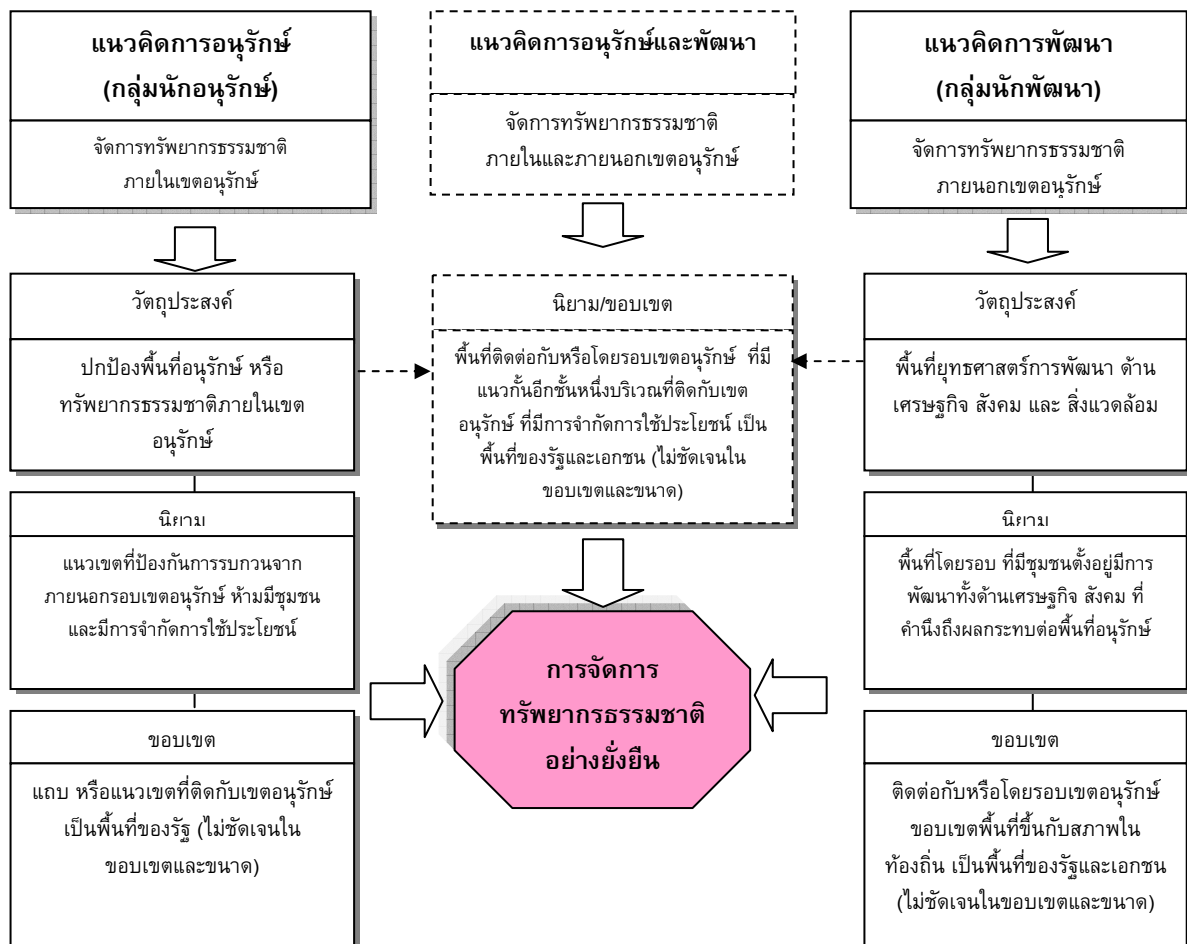 แนวคิดการอนุรักษ์
(กลุ่มนักอนุรักษ์)
จัดการทรัพยากรธรรมชาติ
ภายในเขตอนุรักษ์
วัตถุประสงค์
ปกป้องพื้นที่อนุรักษ์ หรือ
ทรัพยากรธรรมชาติภายในเขต
อนุรักษ์
นิยาม
แนวเขตที่ป้องกันการรบกวนจาก
ภายนอกรอบเขตอนุรักษ์ ห้ามมีชุมชน
และมีการจำกัดการใช้ประโยชน์
ขอบเขต
แถบ หรือแนวเขตที่ติดกับเขตอนุรักษ์
เป็นพื้นที่ของรัฐ (ไม่ชัดเจนใน
ขอบเขตและขนาด)
แนวคิดการอนุรักษ์และพัฒนา
จัดการทรัพยากรธรรมชาติ
ภายในและภายนอกเขตอนุรักษ์
นิยาม/ขอบเขต
พื้นที่ติดต่อกับหรือโดยรอบเขตอนุรักษ์ ที่มี
แนวกั้นอีกชั้นหนึ่งบริเวณที่ติดกับเขต
อนุรักษ์ ที่มีการจำกัดการใช้ประโยชน์ เป็น
พื้นที่ของรัฐและเอกชน (ไม่ชัดเจนใน
ขอบเขตและขนาด)
การจัดการ
ทรัพยากรธรรมชาติ
อย่างยั่งยืน
แนวคิดการพัฒนา
(กลุ่มนักพัฒนา)
จัดการทรัพยากรธรรมชาติ
ภายนอกเขตอนุรักษ์
วัตถุประสงค์
พื้นที่ยุทธศาสตร์การพัฒนา ด้าน
เศรษฐกิจ สังคม และ สิ่งแวดล้อม
นิยาม
พื้นที่โดยรอบ ที่มีชุมชนตั้งอยู่มีการ
พัฒนาทั้งด้านเศรษฐกิจ สังคม ที่
คำนึงถึงผลกระทบต่อพื้นที่อนุรักษ์
ขอบเขต
ติดต่อกับหรือโดยรอบเขตอนุรักษ์
ขอบเขตพื้นที่ขึ้นกับสภาพใน
ท้องถิ่น เป็นพื้นที่ของรัฐและเอกชน
(ไม่ชัดเจนในขอบเขตและขนาด)